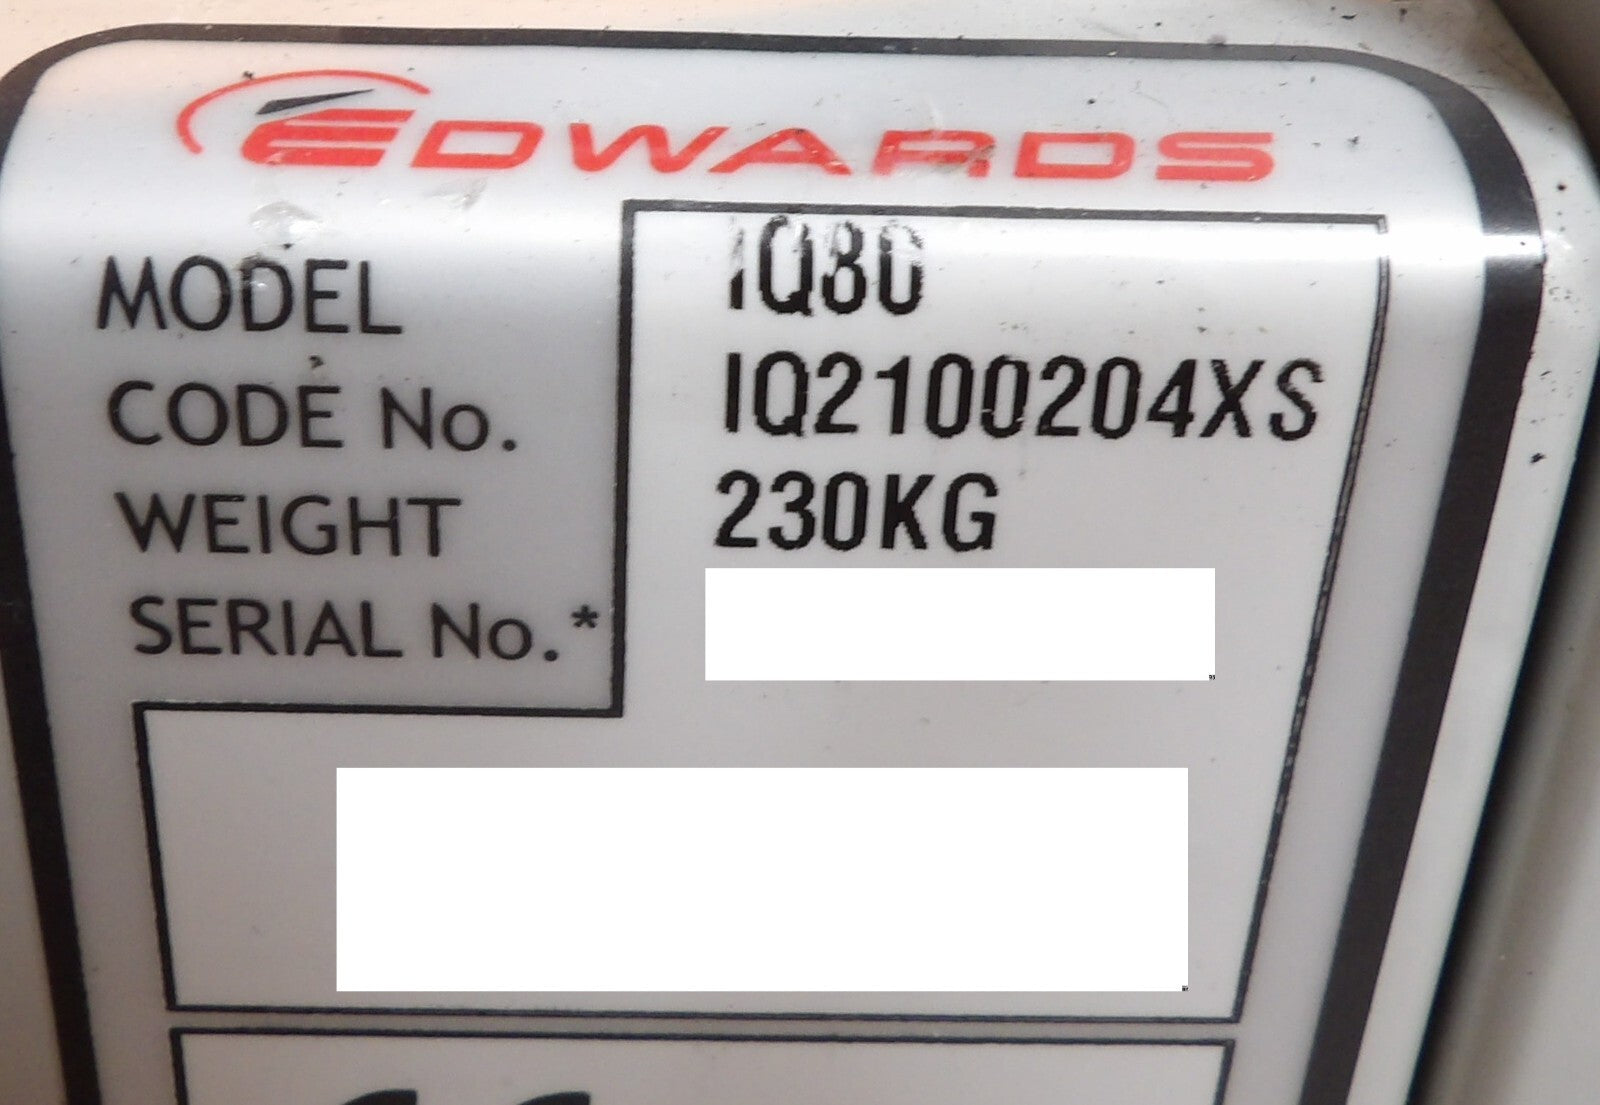 EDWARDS
MODEL IQ80
CODE No. IQ2100204XS
WEIGHT 230KG
SERIAL No.*